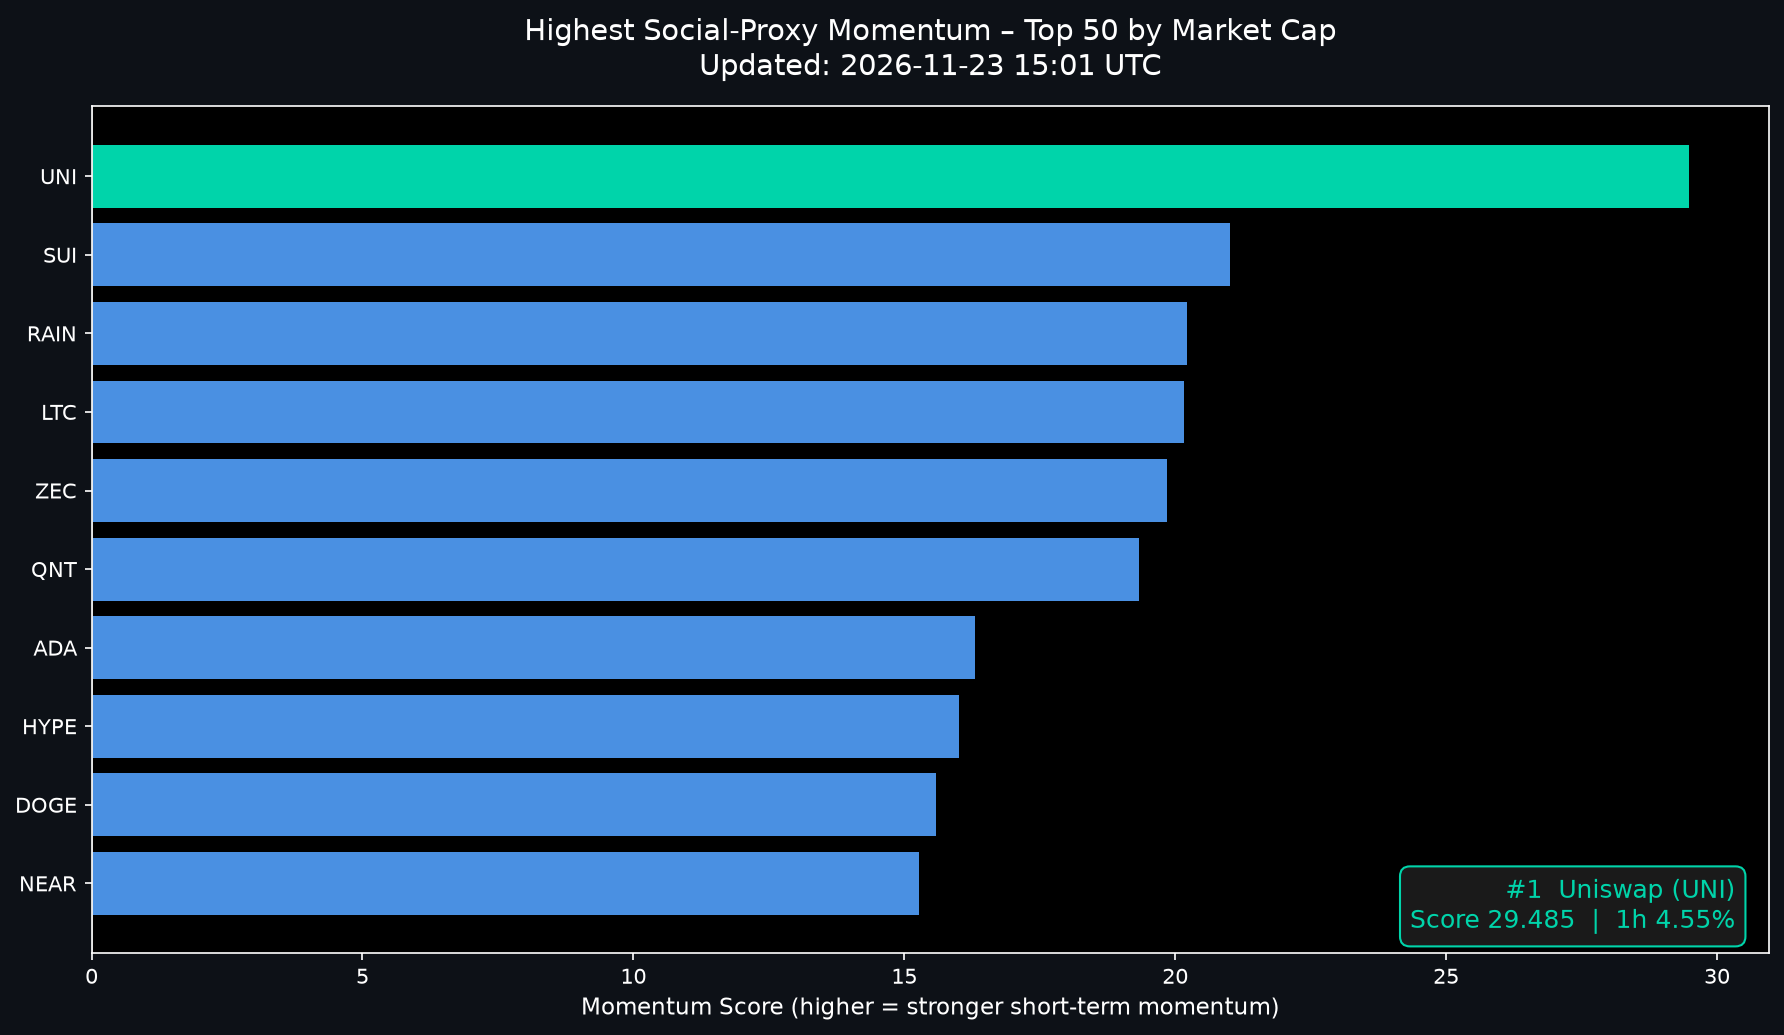 Highest Social-Proxy Momentum – Top 50 by Market Cap
Updated: 2026-11-23 15:01 UTC
UNI
SUI
RAIN
LTC
ZEC
QNT
ADA
HYPE
DOGE
NEAR
#1 Uniswap (UNI)
Score 29.485 | 1h 4.55%
0 5 10 15 20 25 30
Momentum Score (higher = stronger short-term momentum)